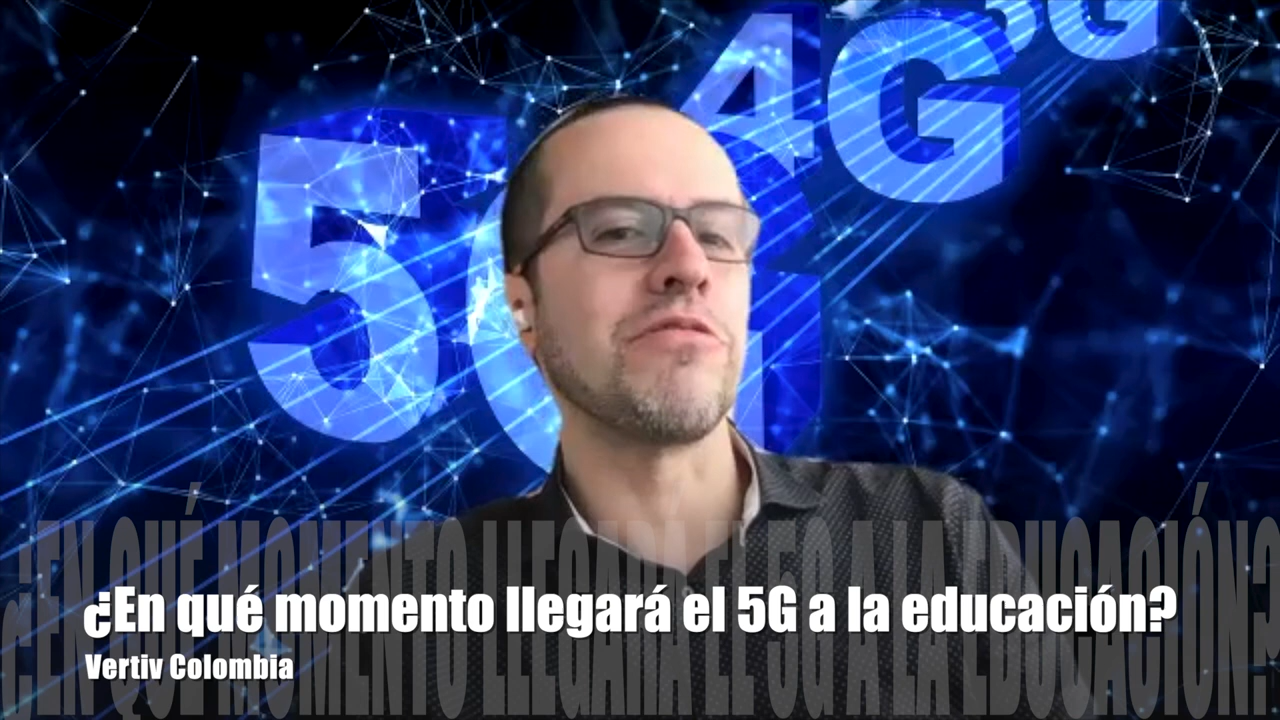 3G
4G
5G
¿EN QUÉ MOMENTO LLEGARÁ EL 5G A LA EDUCACIÓN?
¿En qué momento llegará el 5G a la educación?
Vertiv Colombia